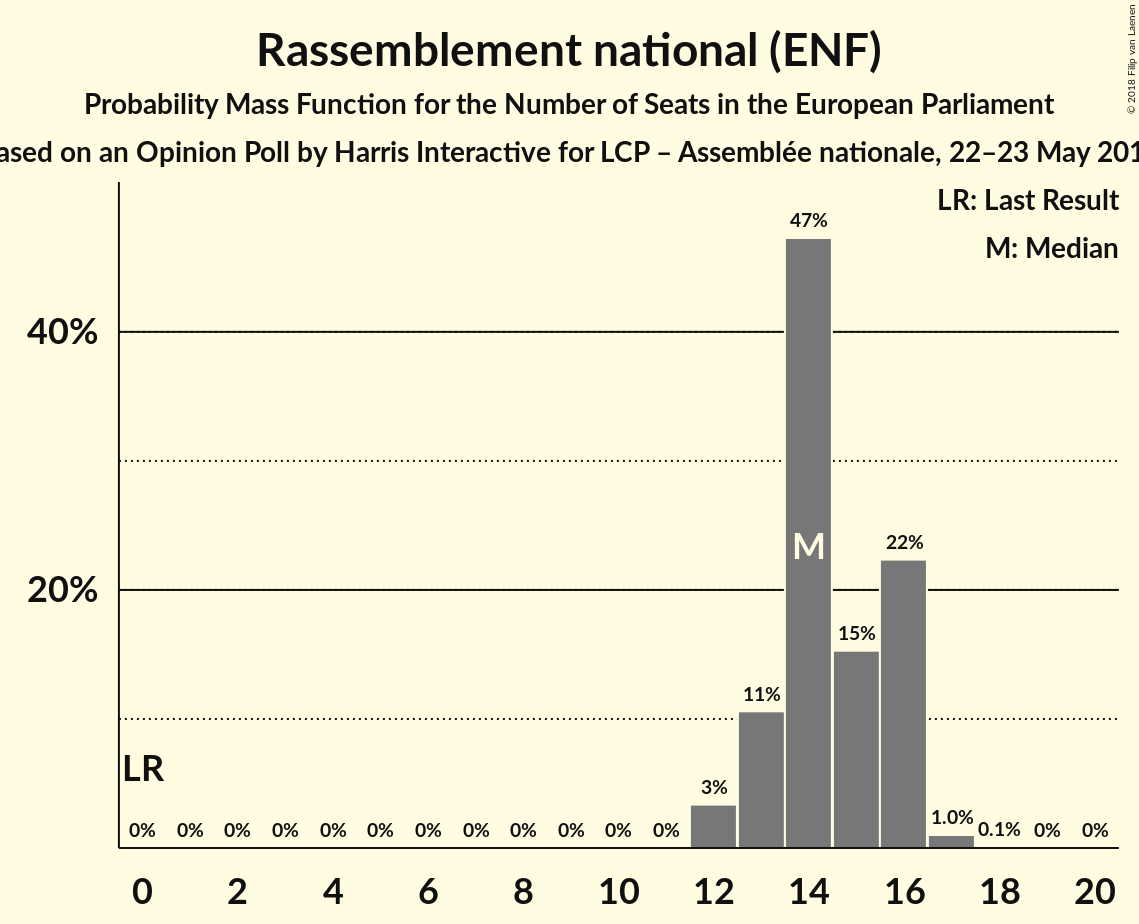 Rassemblement national (ENF)
Probability Mass Function for the Number of Seats in the European Parliament
on an Opinion Poll by Harris Interactive for LCP – Assemblée nationale, 22–23 May
© 2018 Filip van Laenen
LR: Last Result
M: Median
40%
20%
47%
M
22%
15%
11%
3%
1.0%
0.1%
LR
0% 0% 0% 0% 0% 0% 0% 0% 0% 0% 0% 0% 0% 0%
0 2 4 6 8 10 12 14 16 18 20